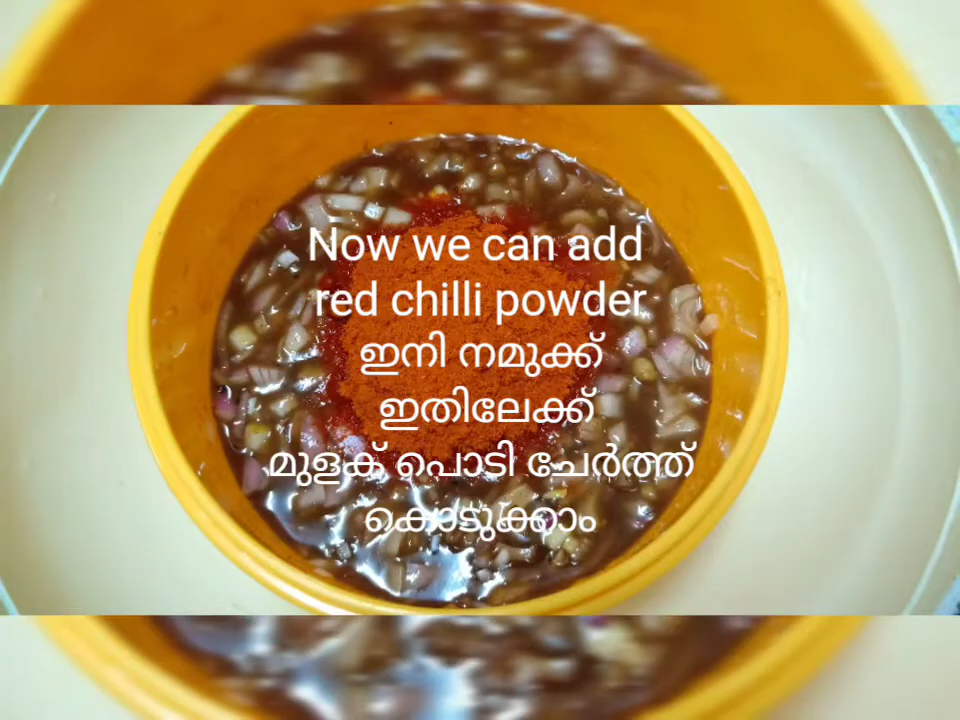 Now we can add
red chilli powder
ഇനി നമുക്ക്
ഇതിലേക്ക്
മുളക് പൊടി ചേർത്ത്
കൊടുക്കാം